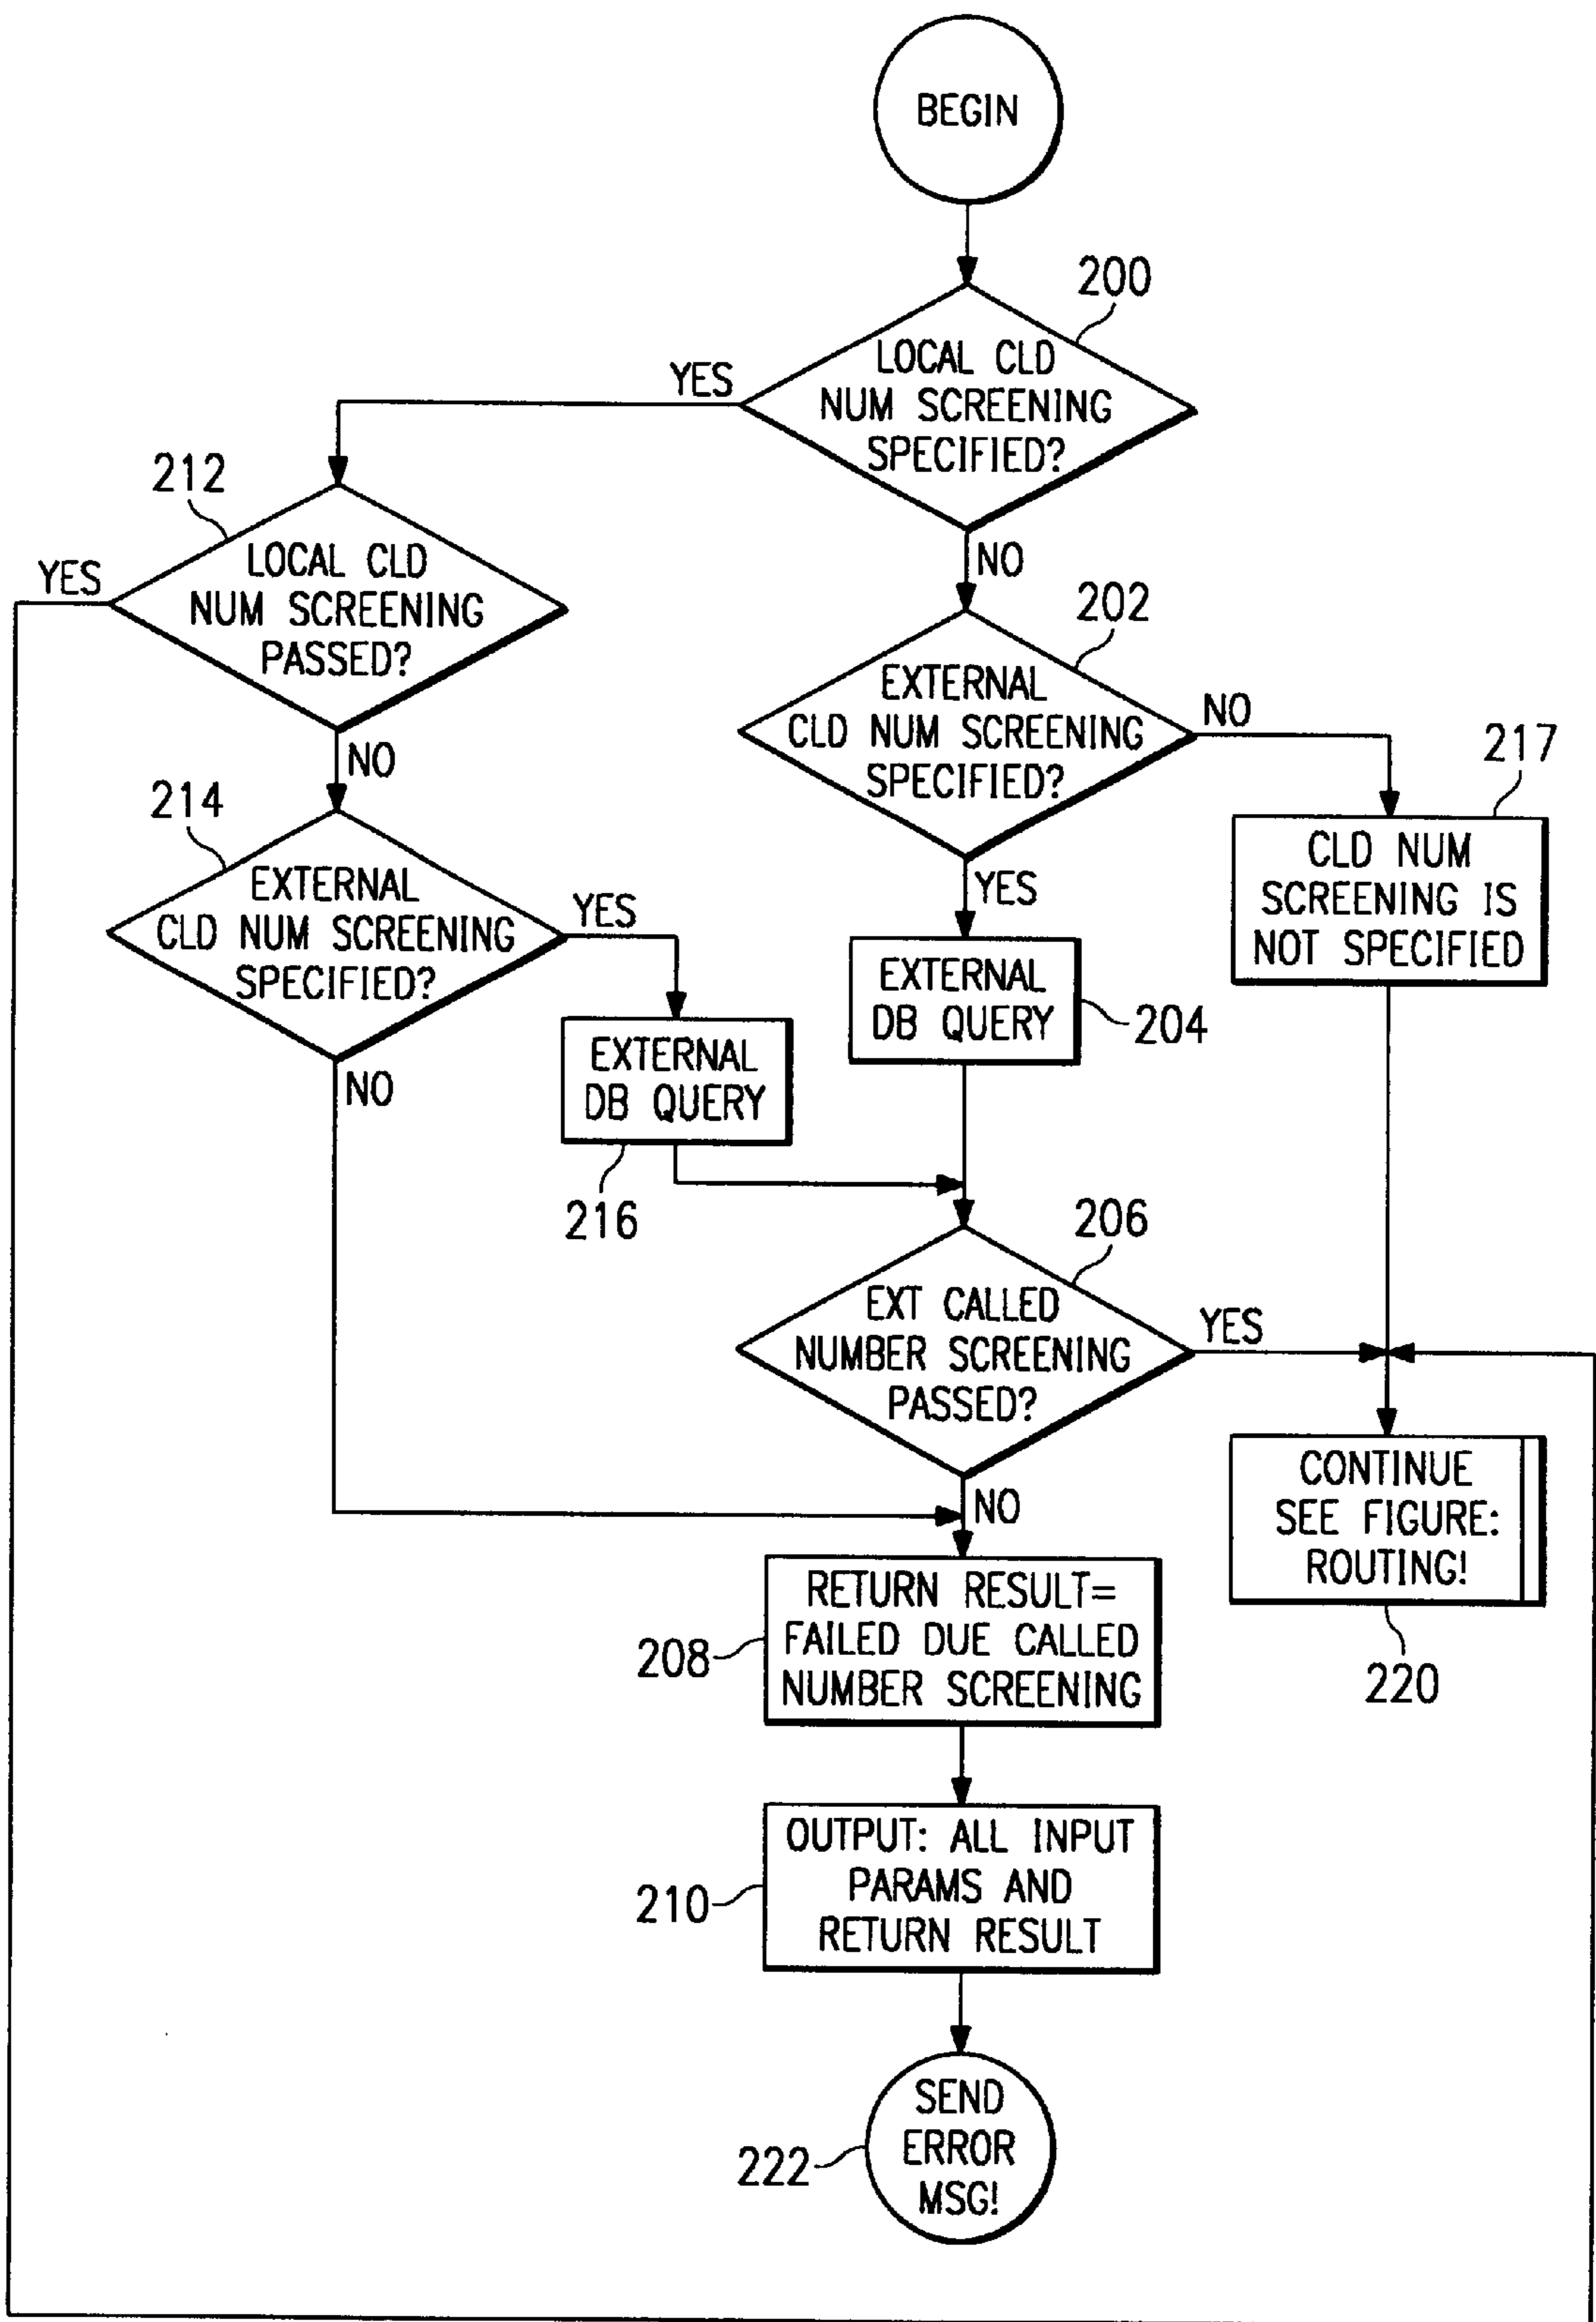 BEGIN
200
LOCAL CLD
NUM SCREENING
SPECIFIED?
YES
NO
212
LOCAL CLD
NUM SCREENING
PASSED?
YES
NO
202
EXTERNAL
CLD NUM SCREENING
SPECIFIED?
NO
YES
217
CLD NUM
SCREENING IS
NOT SPECIFIED
214
EXTERNAL
CLD NUM SCREENING
SPECIFIED?
YES
NO
EXTERNAL
DB QUERY
204
EXTERNAL
DB QUERY
216
206
EXT CALLED
NUMBER SCREENING
PASSED?
YES
NO
CONTINUE
SEE FIGURE:
ROUTING!
220
RETURN RESULT=
FAILED DUE CALLED
NUMBER SCREENING
208
OUTPUT: ALL INPUT
PARAMS AND
RETURN RESULT
210
SEND
ERROR
MSG!
222